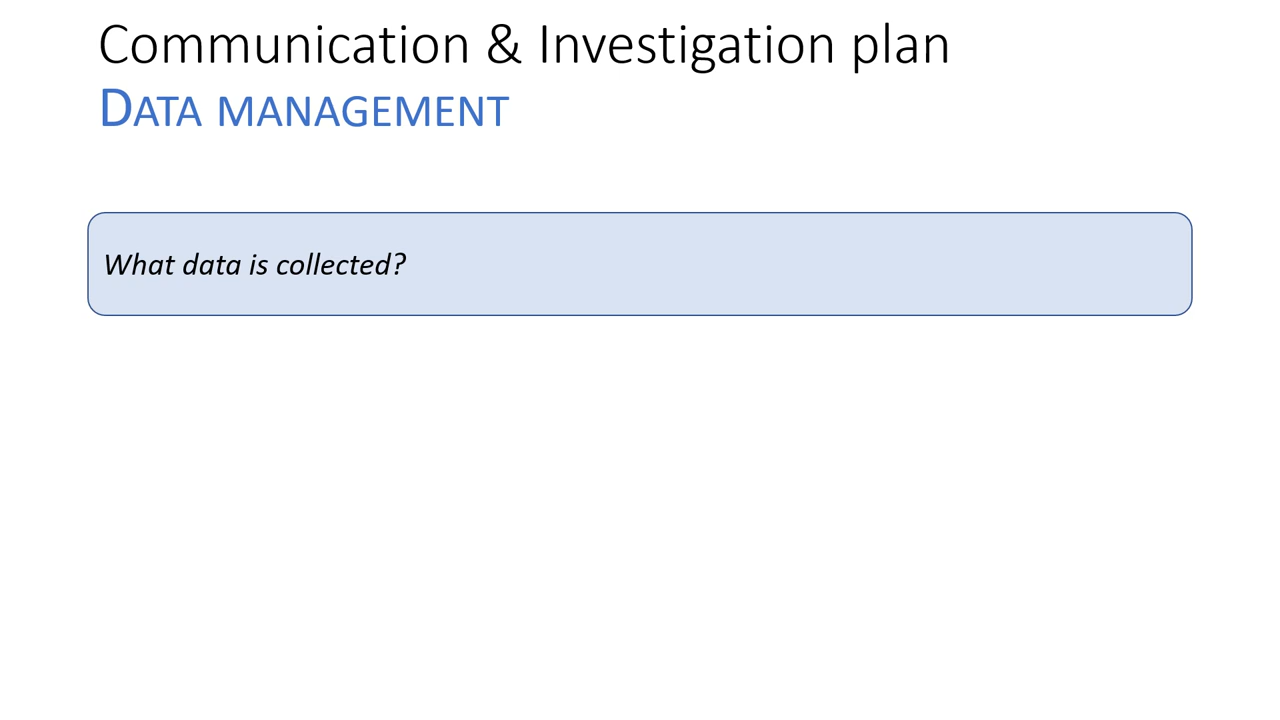 Communication & Investigation plan
Data management
What data is collected?